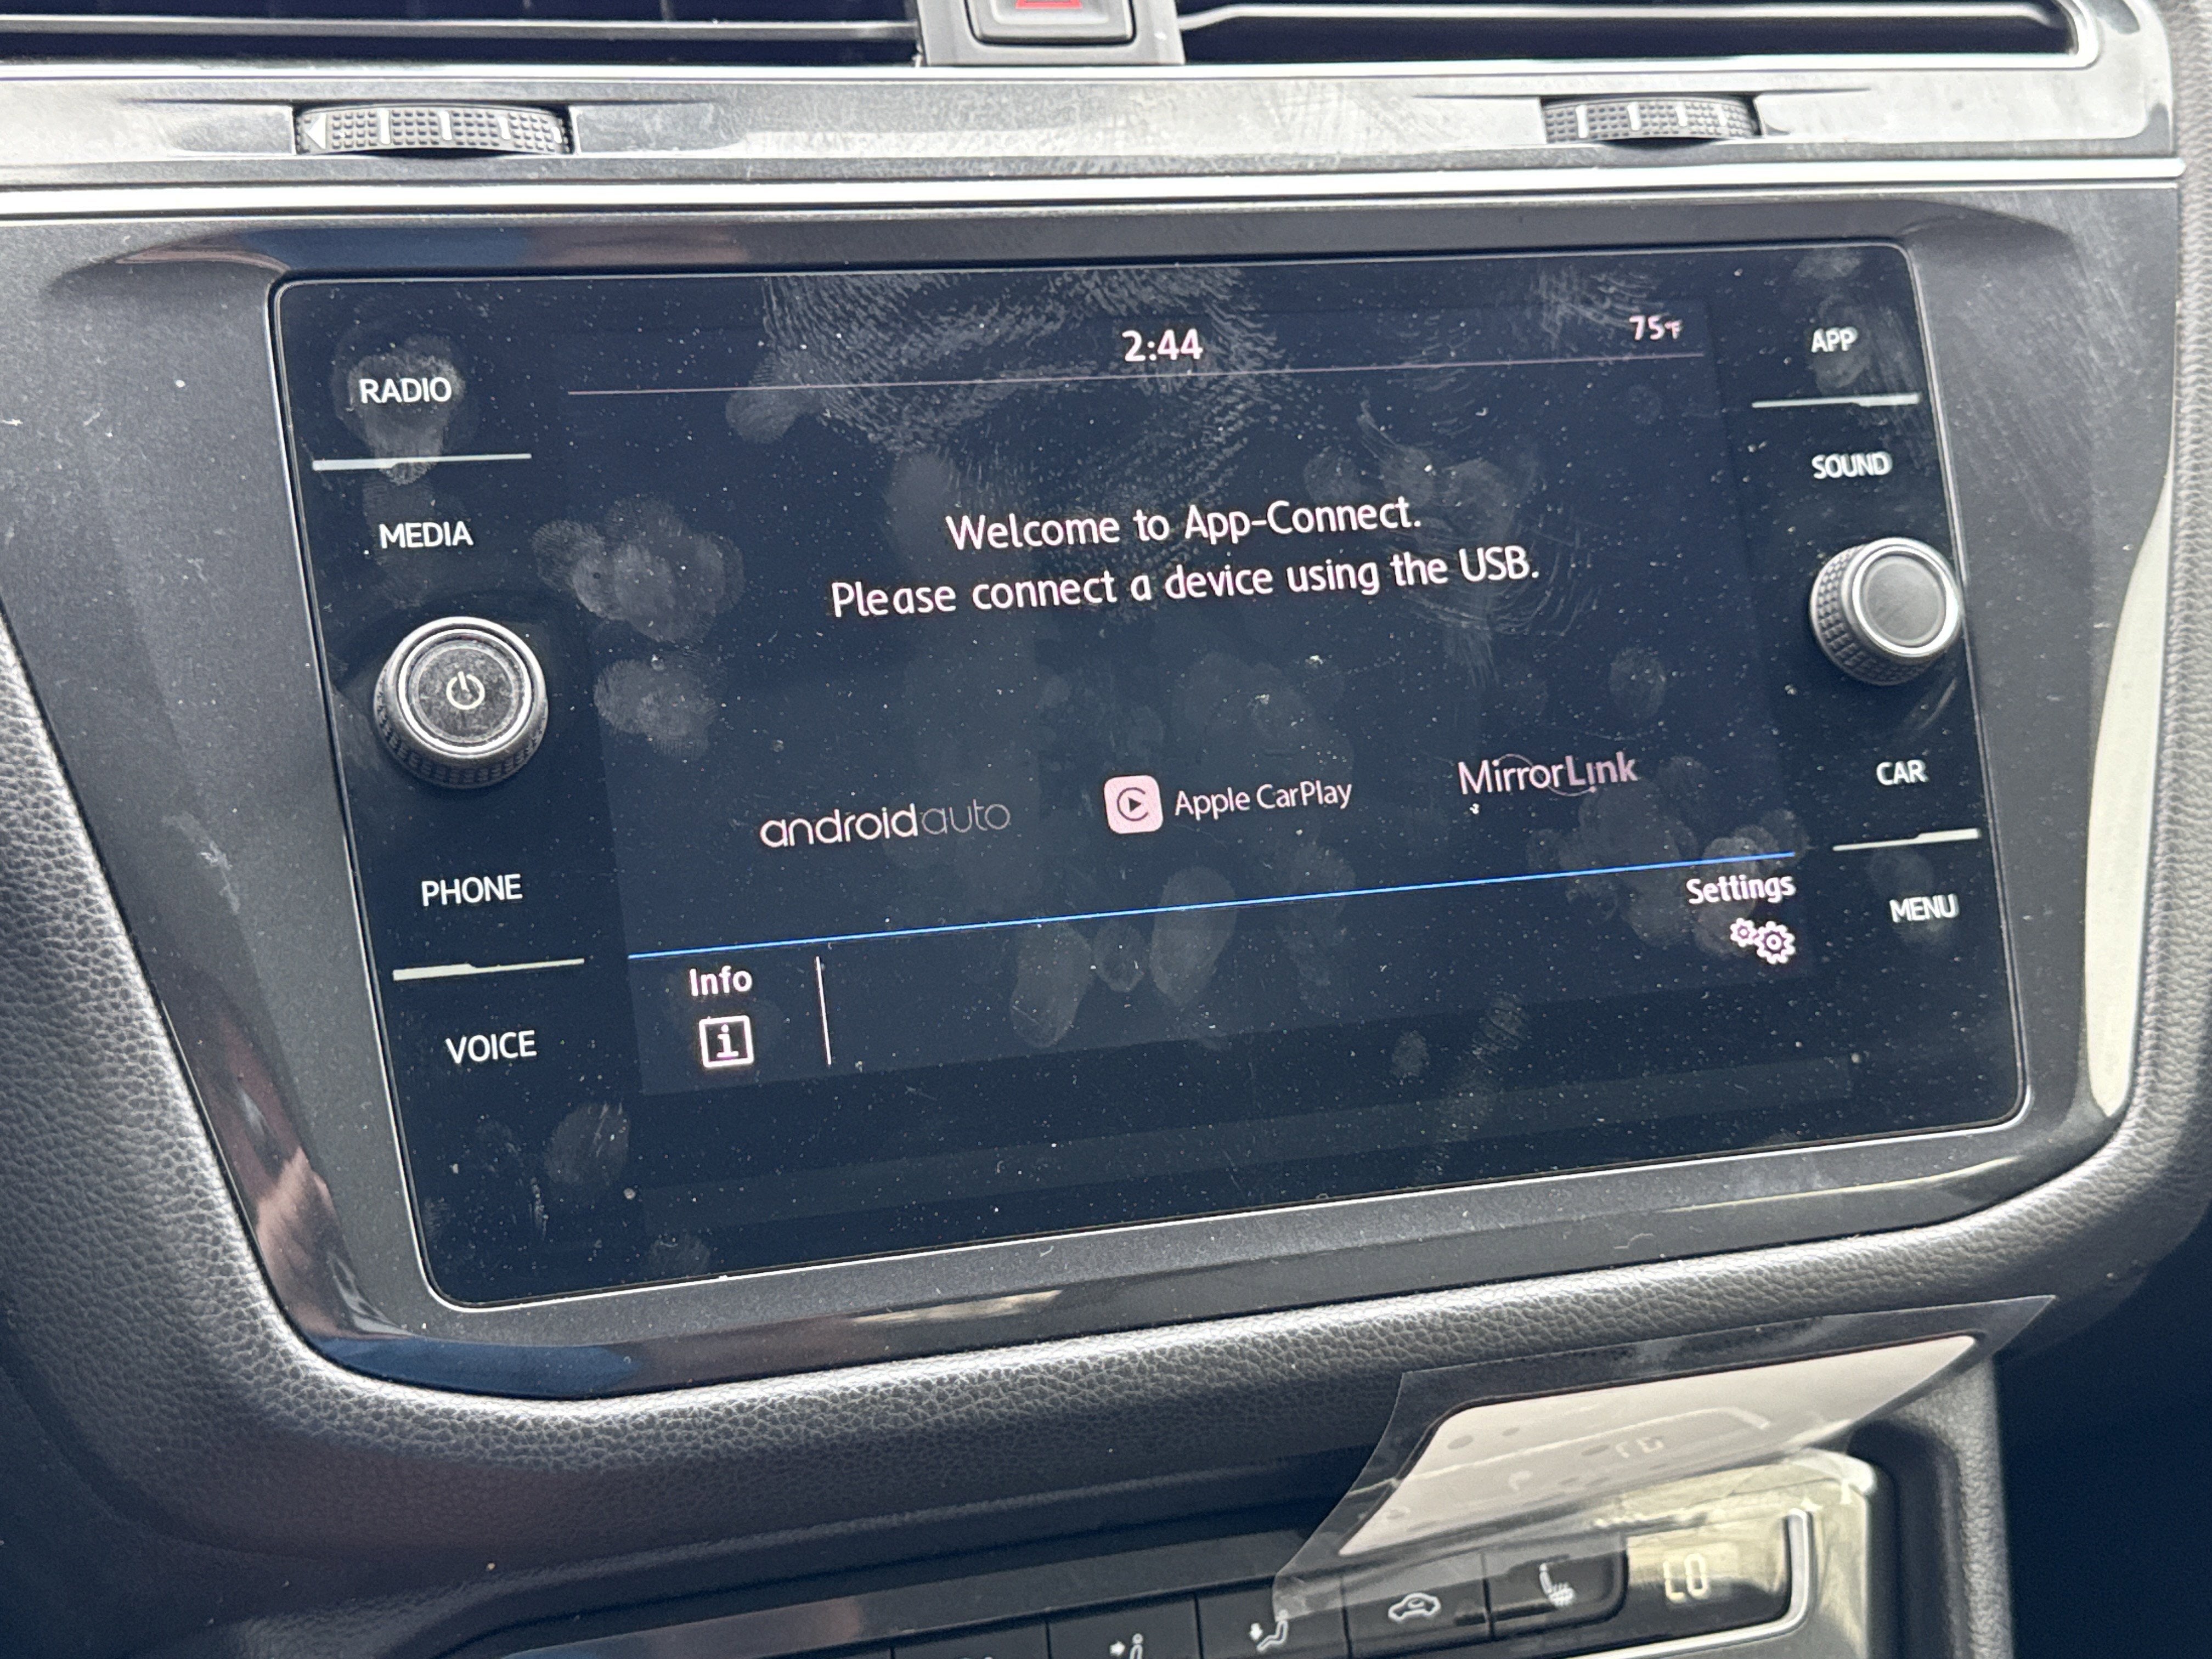 RADIO
MEDIA
PHONE
VOICE
2:44
75°F
Welcome to App-Connect.
Please connect a device using the USB.
androidauto
Apple CarPlay
MirrorLink
Settings
Info
i
APP
SOUND
CAR
MENU
LO